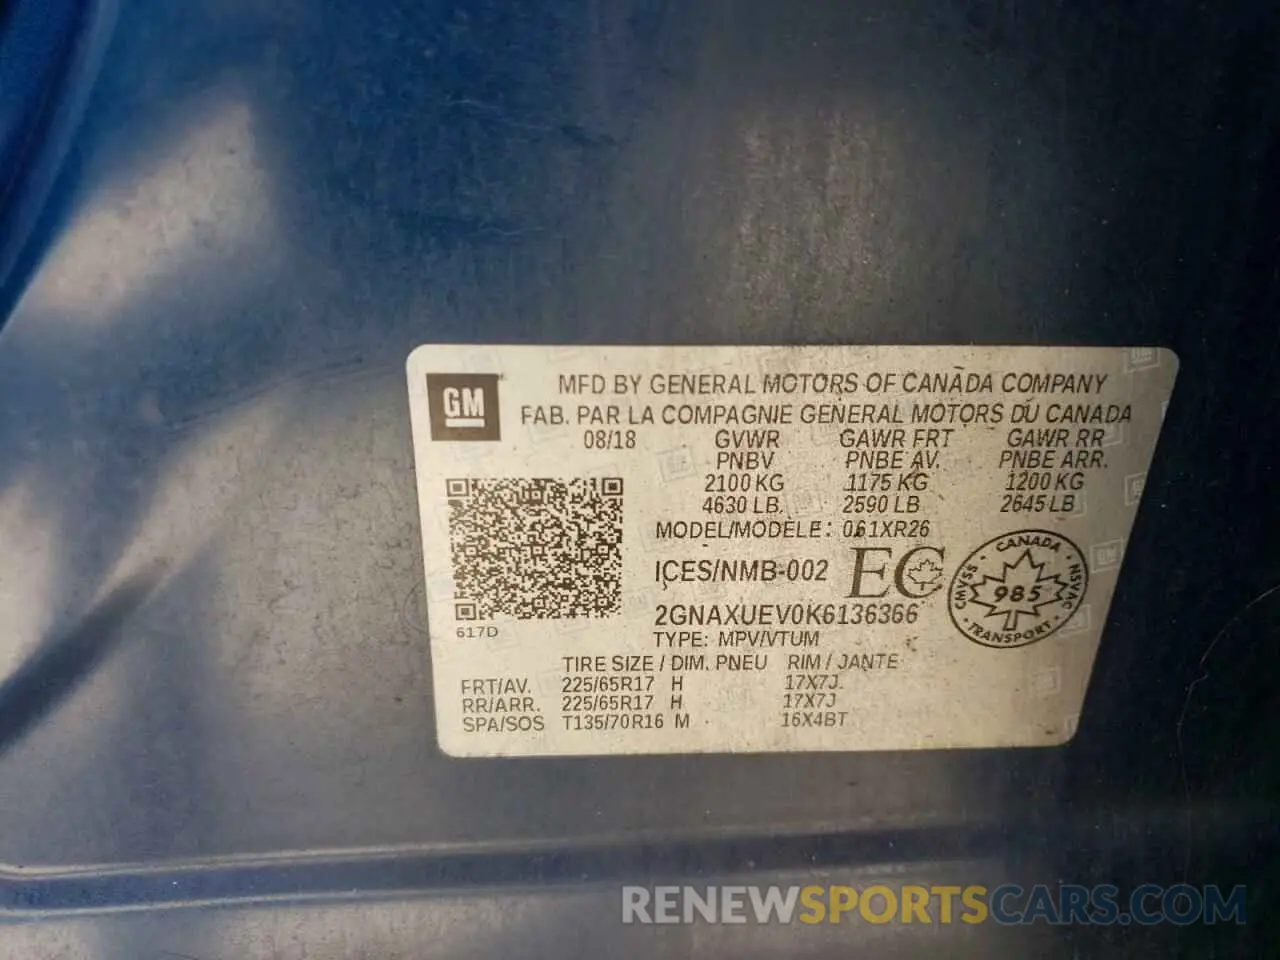 GM
MFD BY GENERAL MOTORS OF CANADA COMPANY
FAB. PAR LA COMPAGNIE GENERAL MOTORS DU CANADA
08/18 GVWR GAWR FRT GAWR RR
PNBV PNBE AV. PNBE ARR.
2100 KG 1175 KG 1200 KG
4630 LB. 2590 LB 2645 LB
MODEL/MODÈLE: 061XR26
ICES/NMB-002 EC
2GNAXUEV0K6136366
TYPE: MPV/VTUM
CANADA
CMVSS 985 NSVAC
TRANSPORT
617D
TIRE SIZE / DIM. PNEU RIM / JANTE
FRT/AV. 225/65R17 H 17X7J
RR/ARR. 225/65R17 H 17X7J
SPA/SOS T135/70R16 M 16X4BT
RENEWSPORTSCARS.COM